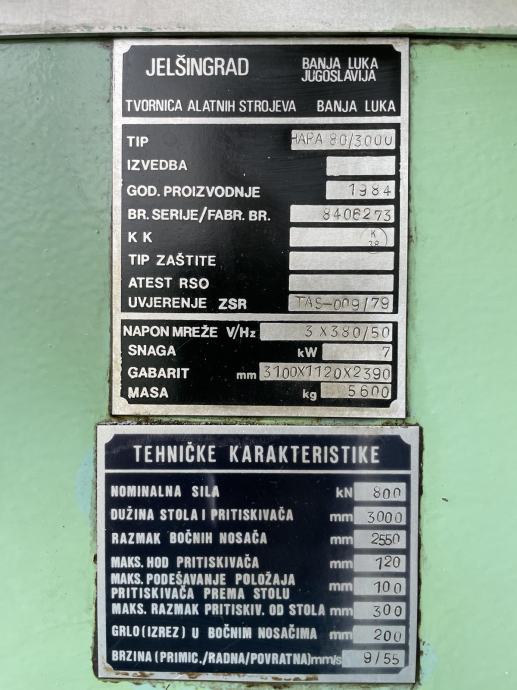 JELŠINGRAD BANJA LUKA
JUGOSLAVIJA
TVORNICA ALATNIH STROJEVA BANJA LUKA
TIP HAPA 80/3000
IZVEDBA
GOD. PROIZVODNJE 1984
BR. SERIJE/FABR. BR. 8406273
K K K 38
TIP ZAŠTITE
ATEST RSO
UVJERENJE ZSR TAS-009/79
NAPON MREŽE V/Hz 3 X 380/50
SNAGA kW 7
GABARIT mm 3100X1120X2390
MASA kg 5600
TEHNIČKE KARAKTERISTIKE
NOMINALNA SILA kN 800
DUŽINA STOLA I PRITISKIVAČA mm 3000
RAZMAK BOČNIH NOSAČA mm 2550
MAKS. HOD PRITISKIVAČA mm 120
MAKS. PODEŠAVANJE POLOŽAJA
PRITISKIVAČA PREMA STOLU mm 100
MAKS. RAZMAK PRITISKIV. OD STOLA mm 300
GRLO (IZREZ) U BOČNIM NOSAČIMA mm 200
BRZINA (PRIMIC./RADNA/POVRATNA) mm/s 9/55